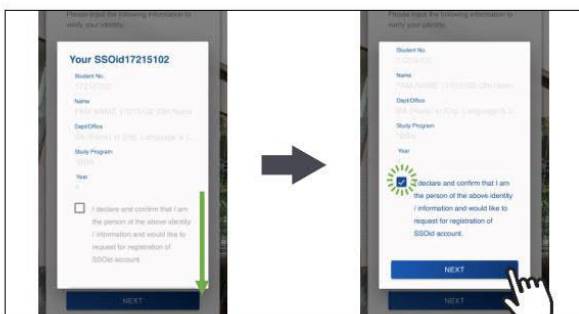 Please input the following information to
verify your identity.
Your SSOid17215102
Student No.
17215102
Name
Dept/Office
Study Program
Year
I declare and confirm that I am
the person of the above identity
/ information and would like to
request for registration of
SSOid account.
NEXT
Please input the following information to
verify your identity.
Student No.
17215102
Name
Dept/Office
Study Program
Year
I declare and confirm that I am
the person of the above identity
/ information and would like to
request for registration of
SSOid account.
NEXT
NEXT